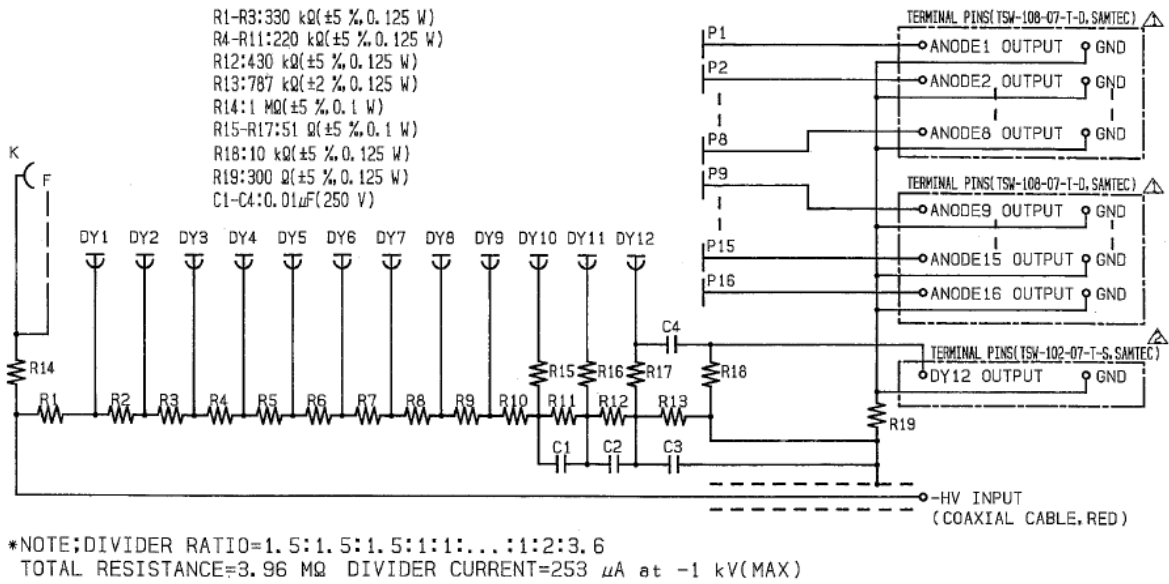 R1-R3:330 kΩ(±5 %,0.125 W)
R4-R11:220 kΩ(±5 %,0.125 W)
R12:430 kΩ(±5 %,0.125 W)
R13:787 kΩ(±2 %,0.125 W)
R14:1 MΩ(±5 %,0.1 W)
R15-R17:51 Ω(±5 %,0.1 W)
R18:10 kΩ(±5 %,0.125 W)
R19:300 Ω(±5 %,0.125 W)
C1-C4:0.01μF(250 V)
TERMINAL PINS(TSW-108-07-T-D,SAMTEC) 1
P1
ANODE1 OUTPUT GND
P2
ANODE2 OUTPUT GND
P8
ANODE8 OUTPUT GND
P9
TERMINAL PINS(TSW-108-07-T-D,SAMTEC) 1
ANODE9 OUTPUT GND
P15
ANODE15 OUTPUT GND
P16
ANODE16 OUTPUT GND
TERMINAL PINS(TSW-102-07-T-S,SAMTEC) 2
DY12 OUTPUT GND
K
F
DY1 DY2 DY3 DY4 DY5 DY6 DY7 DY8 DY9 DY10 DY11 DY12
C4
R14
R15 R16 R17 R18
R1 R2 R3 R4 R5 R6 R7 R8 R9 R10 R11 R12 R13
R19
C1 C2 C3
-HV INPUT
(COAXIAL CABLE,RED)
*NOTE;DIVIDER RATIO=1.5:1.5:1.5:1:1:...:1:2:3.6
TOTAL RESISTANCE=3.96 MΩ DIVIDER CURRENT=253 μA at -1 kV(MAX)